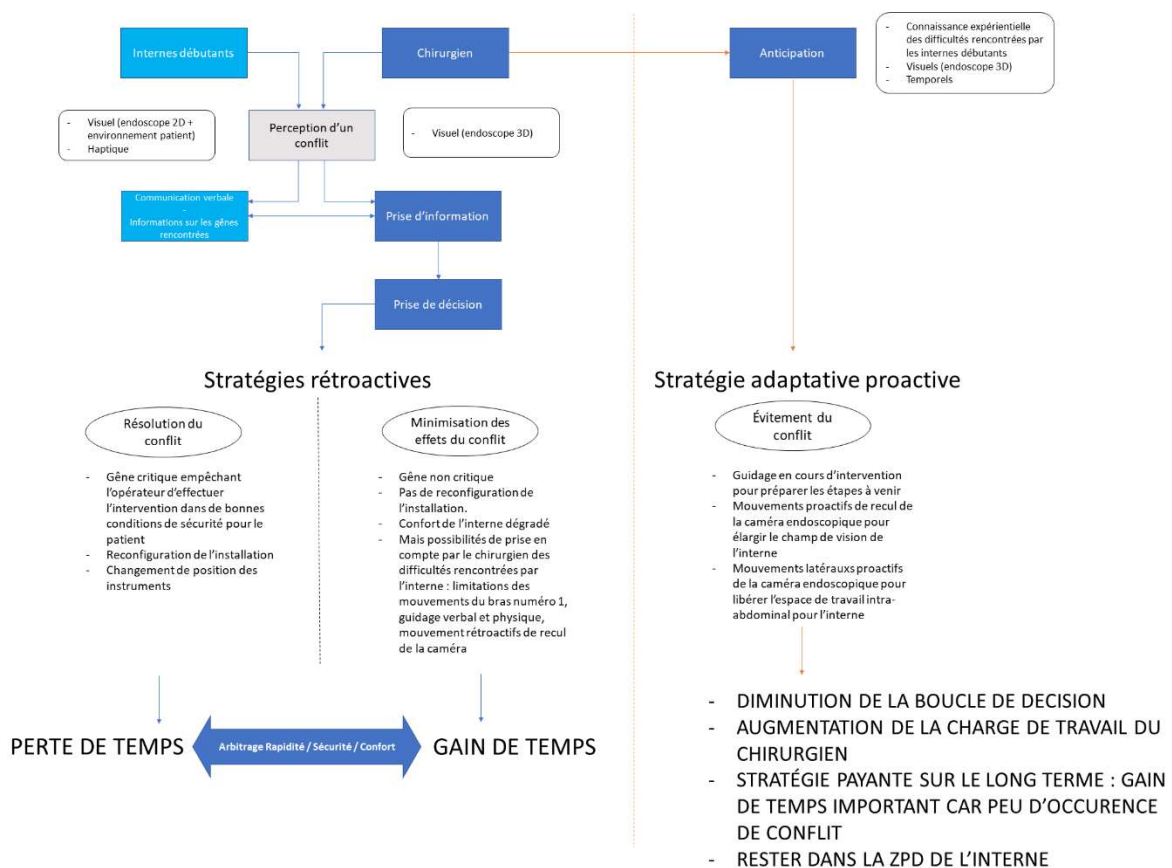 Internes débutants
Chirurgien
Anticipation
- Connaissance expérientielle
des difficultés rencontrées par
les internes débutants
- Visuels (endoscope 3D)
- Temporels
- Visuel (endoscope 2D +
environnement patient)
- Haptique
Perception d'un
conflit
- Visuel (endoscope 3D)
Communication verbale
-
Informations sur les gênes
rencontrées
Prise d'information
Prise de décision
Stratégies rétroactives
Résolution du
conflit
- Gêne critique empêchant
l'opérateur d'effectuer
l'intervention dans de bonnes
conditions de sécurité pour le
patient
- Reconfiguration de l'installation
- Changement de position des
instruments
Minimisation des
effets du conflit
- Gêne non critique
- Pas de reconfiguration de
l'installation.
- Confort de l'interne dégradé
- Mais possibilités de prise en
compte par le chirurgien des
difficultés rencontrées par
l'interne : limitations des
mouvements du bras numéro 1,
guidage verbal et physique,
mouvement rétroactifs de recul
de la caméra
PERTE DE TEMPS
Arbitrage Rapidité / Sécurité / Confort
GAIN DE TEMPS
Stratégie adaptative proactive
Évitement du
conflit
- Guidage en cours d'intervention
pour préparer les étapes à venir
- Mouvements proactifs de recul de
la caméra endoscopique pour
élargir le champ de vision de
l'interne
- Mouvements latéraux proactifs
de la caméra endoscopique pour
libérer l'espace de travail intra-
abdominal pour l'interne
- DIMINUTION DE LA BOUCLE DE DECISION
- AUGMENTATION DE LA CHARGE DE TRAVAIL DU
CHIRURGIEN
- STRATÉGIE PAYANTE SUR LE LONG TERME : GAIN
DE TEMPS IMPORTANT CAR PEU D'OCCURENCE
DE CONFLIT
- RESTER DANS LA ZPD DE L'INTERNE